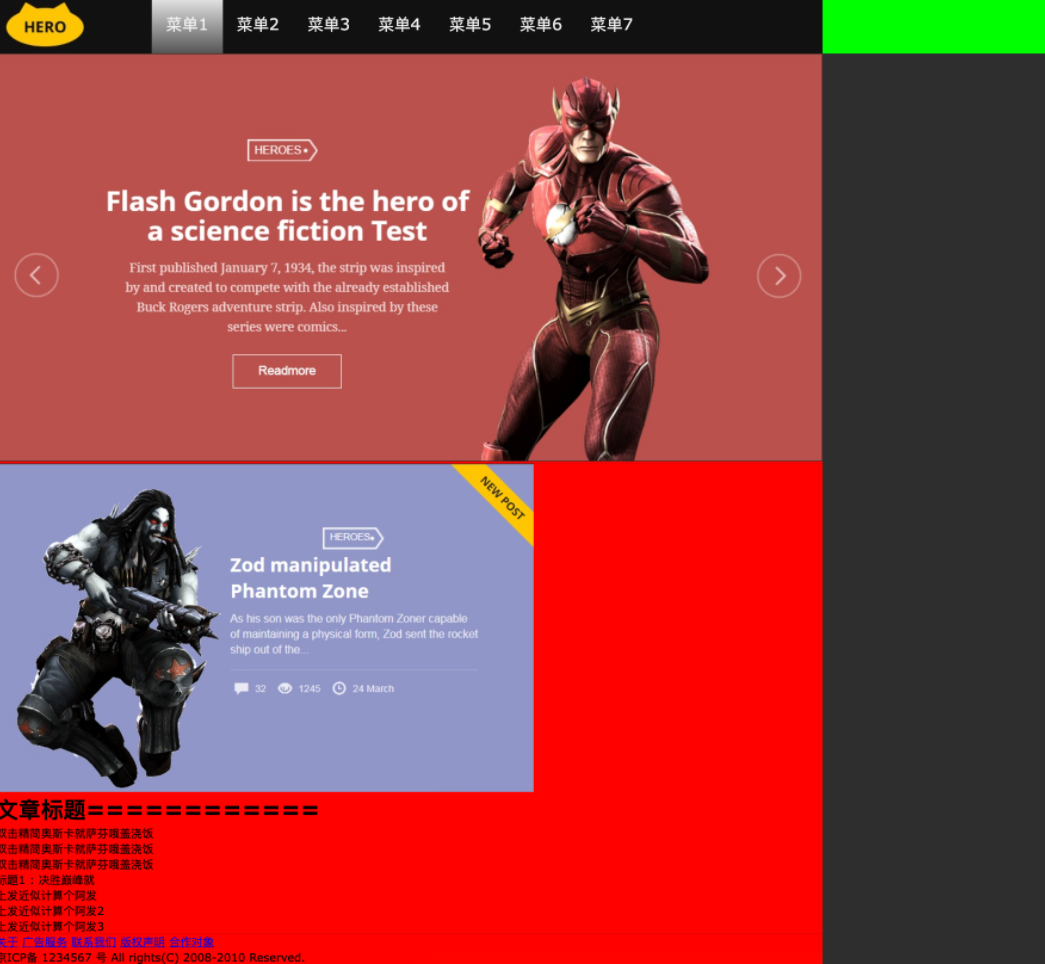 HERO
菜单1 菜单2 菜单3 菜单4 菜单5 菜单6 菜单7
HEROES
Flash Gordon is the hero of
a science fiction Test
First published January 7, 1934, the strip was inspired
by and created to compete with the already established
Buck Rogers adventure strip. Also inspired by these
series were comics...
Readmore
NEW POST
HEROES
Zod manipulated
Phantom Zone
As his son was the only Phantom Zoner capable
of maintaining a physical form, Zod sent the rocket
ship out of the...
32 1245 24 March
文章标题============
双击精简奥斯卡就萨芬哦盖浇饭
双击精简奥斯卡就萨芬哦盖浇饭
双击精简奥斯卡就萨芬哦盖浇饭
标题1：决胜巅峰就
上发近似计算个阿发
上发近似计算个阿发2
上发近似计算个阿发3
关于 广告服务 联系我们 版权声明 合作对象
京ICP备 1234567 号 All rights(C) 2008-2010 Reserved.